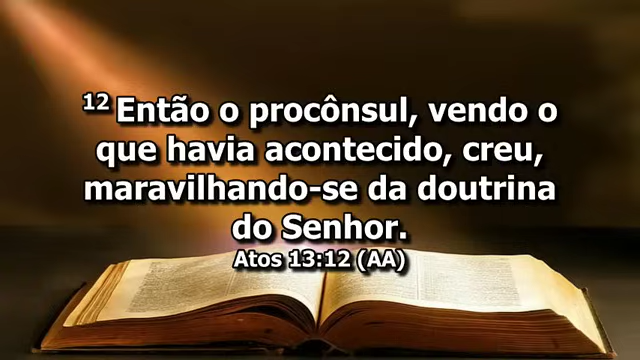 12 Então o procônsul, vendo o
que havia acontecido, creu,
maravilhando-se da doutrina
do Senhor.
Atos 13:12 (AA)